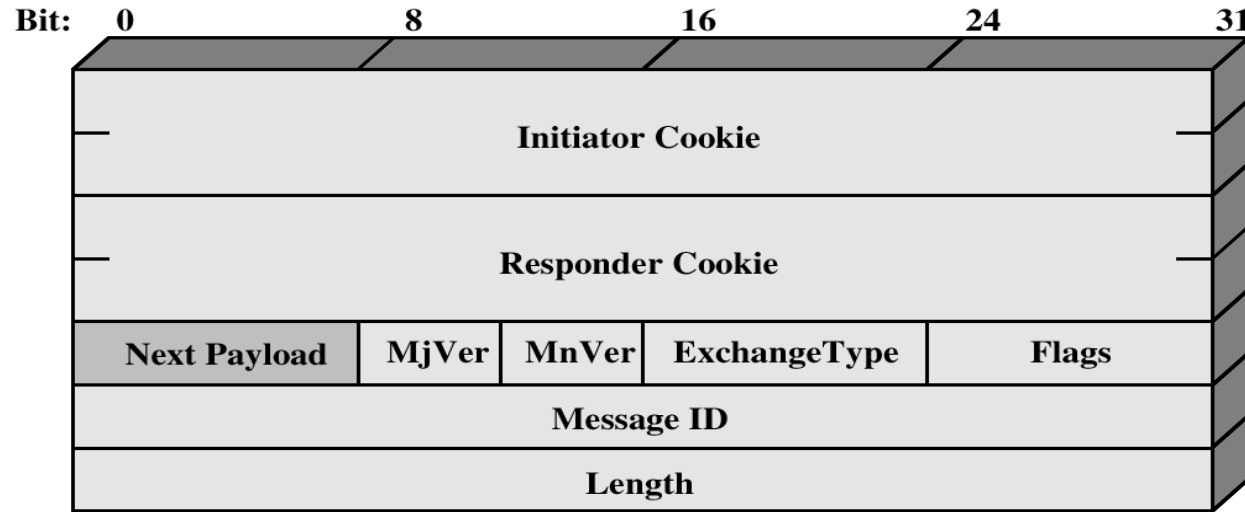 Bit: 0 8 16 24 31
Initiator Cookie
Responder Cookie
Next Payload MjVer MnVer ExchangeType Flags
Message ID
Length